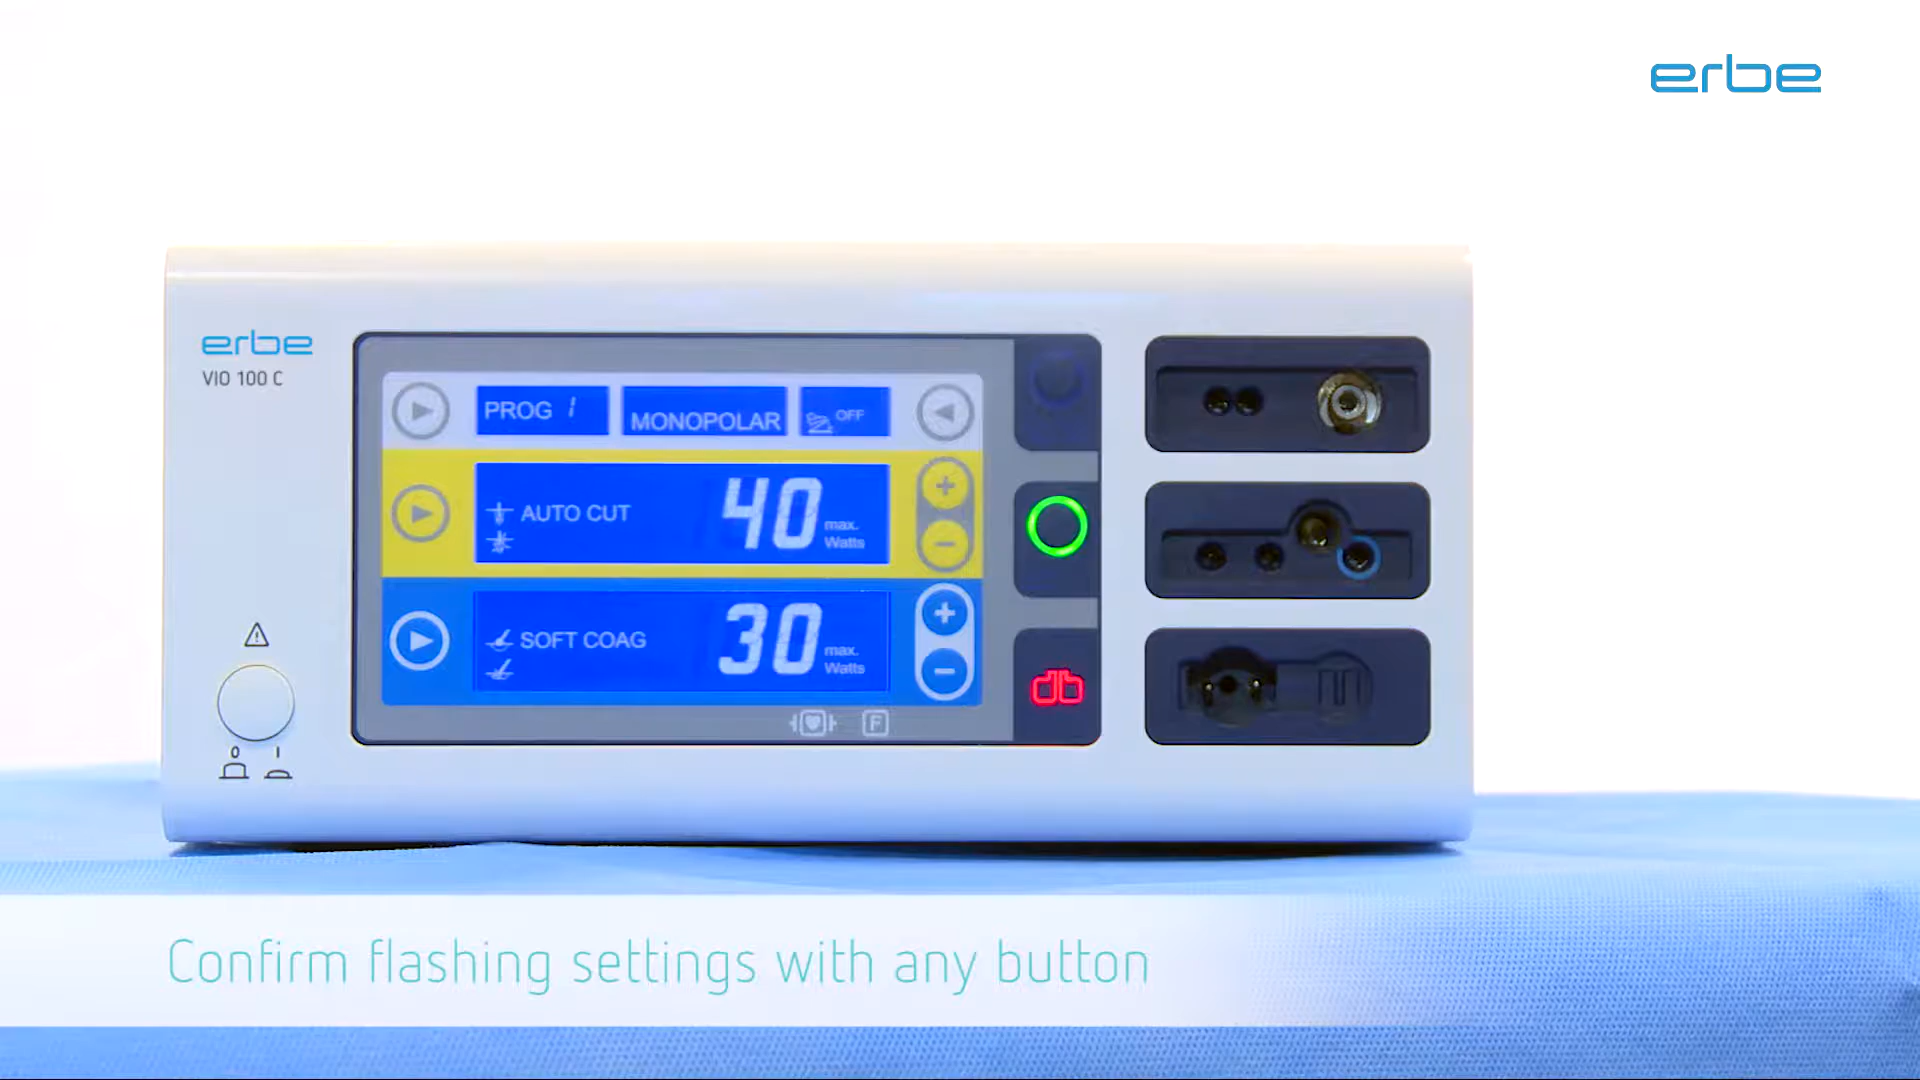 erbe
erbe
VIO 100 C
PROG 1
MONOPOLAR
OFF
AUTO CUT
40
max.
Watts
SOFT COAG
30
max.
Watts
F
0 I
Confirm flashing settings with any button